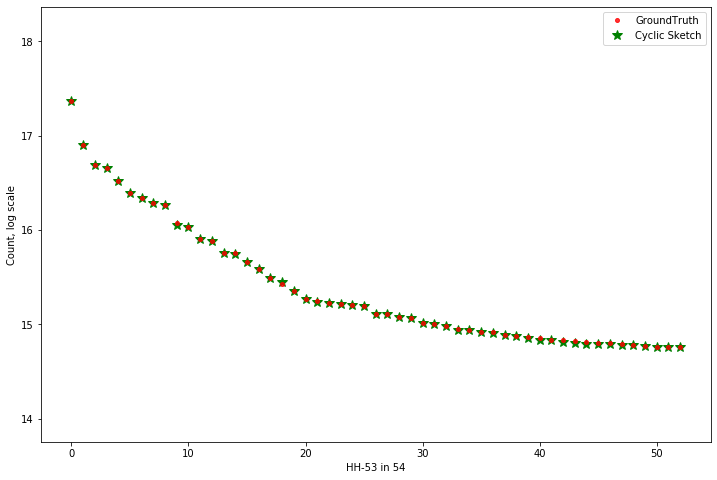 GroundTruth
Cyclic Sketch
18
17
16
15
14
Count, log scale
0 10 20 30 40 50
HH-53 in 54